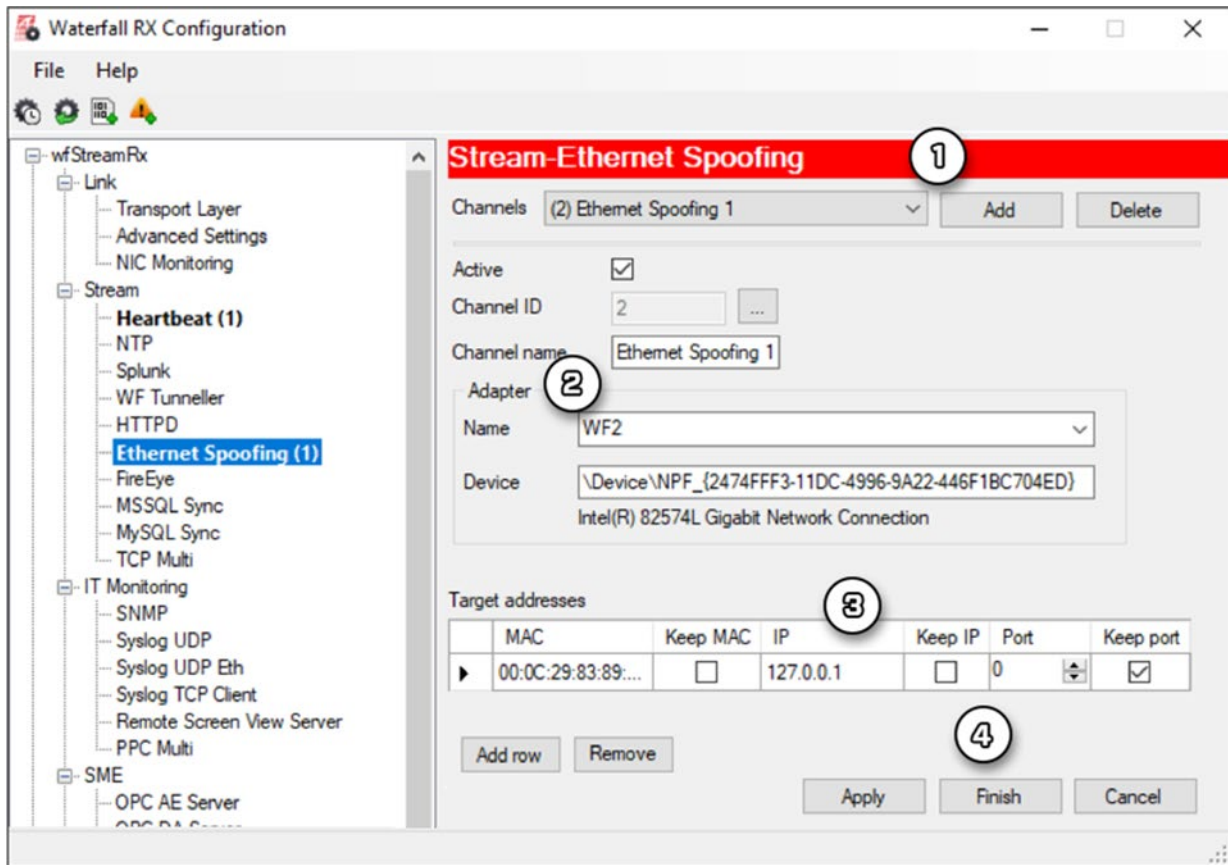 Waterfall RX Configuration
File Help
wfStreamRx
Link
Transport Layer
Advanced Settings
NIC Monitoring
Stream
Heartbeat (1)
NTP
Splunk
WF Tunneller
HTTPD
Ethernet Spoofing (1)
FireEye
MSSQL Sync
MySQL Sync
TCP Multi
IT Monitoring
SNMP
Syslog UDP
Syslog UDP Eth
Syslog TCP Client
Remote Screen View Server
PPC Multi
SME
OPC AE Server
Stream-Ethernet Spoofing 1
Channels (2) Ethernet Spoofing 1 Add Delete
Active
Channel ID 2 ...
Channel name Ethernet Spoofing 1
Adapter 2
Name WF2
Device \Device\NPF_{2474FFF3-11DC-4996-9A22-446F1BC704ED}
Intel(R) 82574L Gigabit Network Connection
Target addresses 3
MAC Keep MAC IP Keep IP Port Keep port
00:0C:29:83:89:... 127.0.0.1 0
4
Add row Remove
Apply Finish Cancel